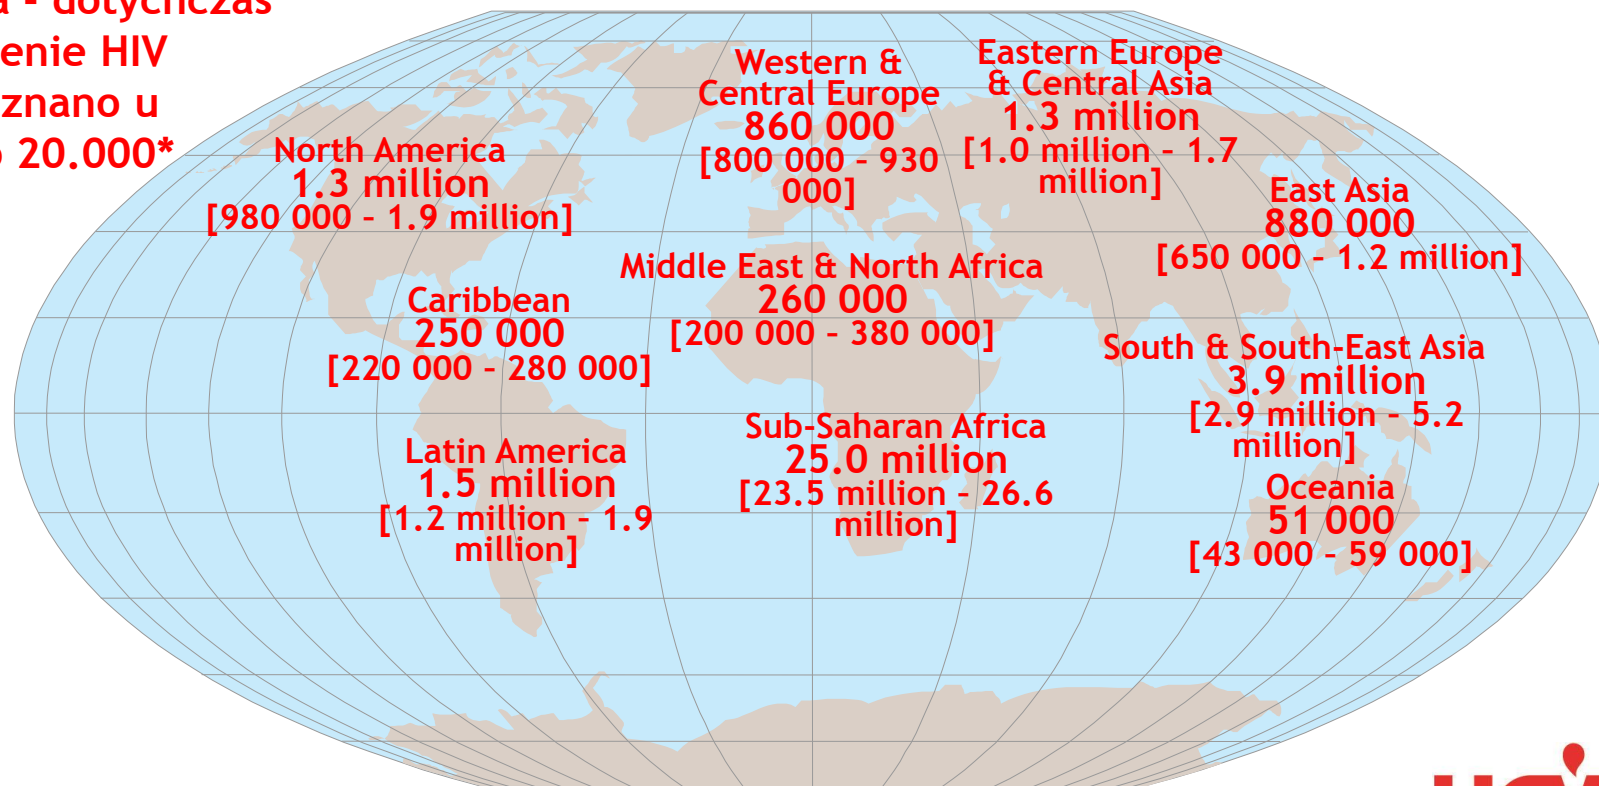 - dotychczas
enie HIV
znano u
20.000*
Western &
Central Europe
860 000
[800 000 – 930
000]
Eastern Europe
& Central Asia
1.3 million
[1.0 million – 1.7
million]
North America
1.3 million
[980 000 – 1.9 million]
East Asia
880 000
[650 000 – 1.2 million]
Middle East & North Africa
260 000
[200 000 – 380 000]
Caribbean
250 000
[220 000 – 280 000]
South & South-East Asia
3.9 million
[2.9 million – 5.2
million]
Sub-Saharan Africa
25.0 million
[23.5 million – 26.6
million]
Latin America
1.5 million
[1.2 million – 1.9
million]
Oceania
51 000
[43 000 – 59 000]